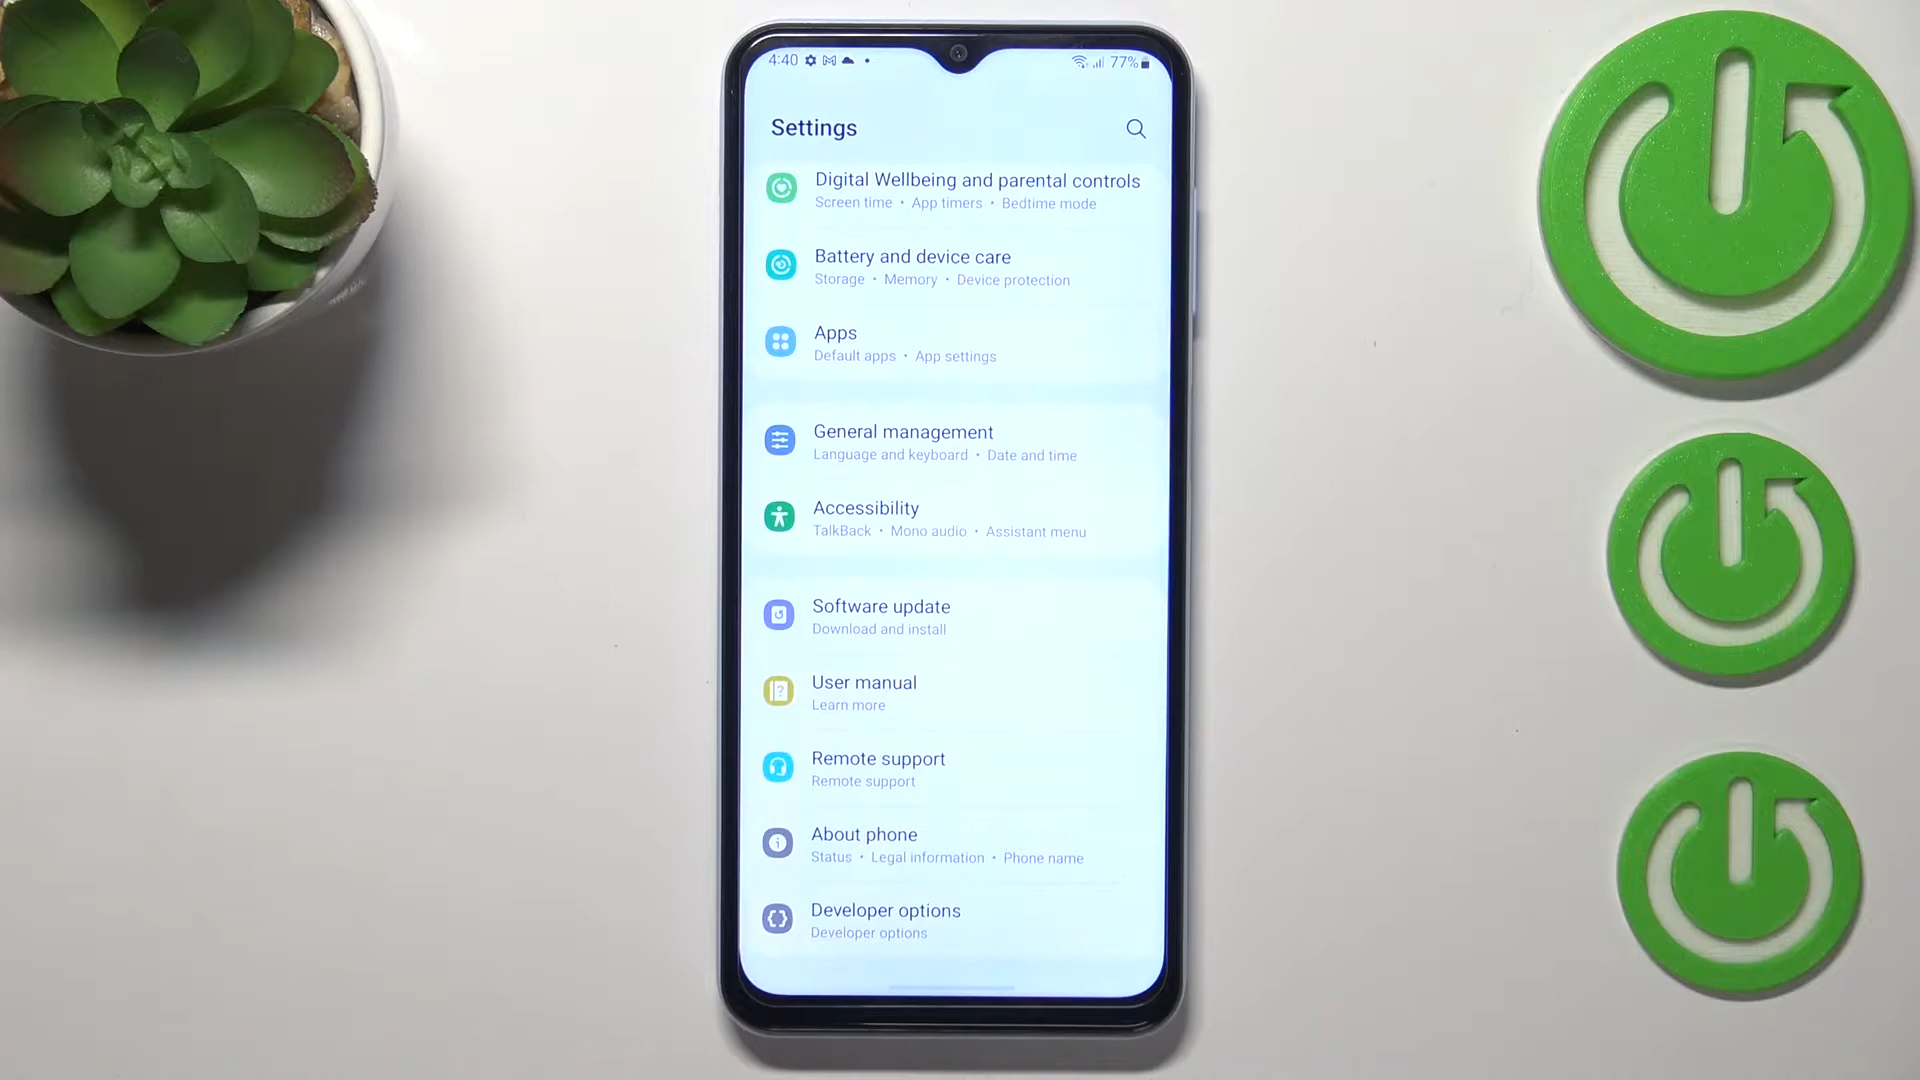 4:40 77%
Settings
Digital Wellbeing and parental controls
Screen time • App timers • Bedtime mode
Battery and device care
Storage • Memory • Device protection
Apps
Default apps • App settings
General management
Language and keyboard • Date and time
Accessibility
TalkBack • Mono audio • Assistant menu
Software update
Download and install
User manual
Learn more
Remote support
Remote support
About phone
Status • Legal information • Phone name
Developer options
Developer options